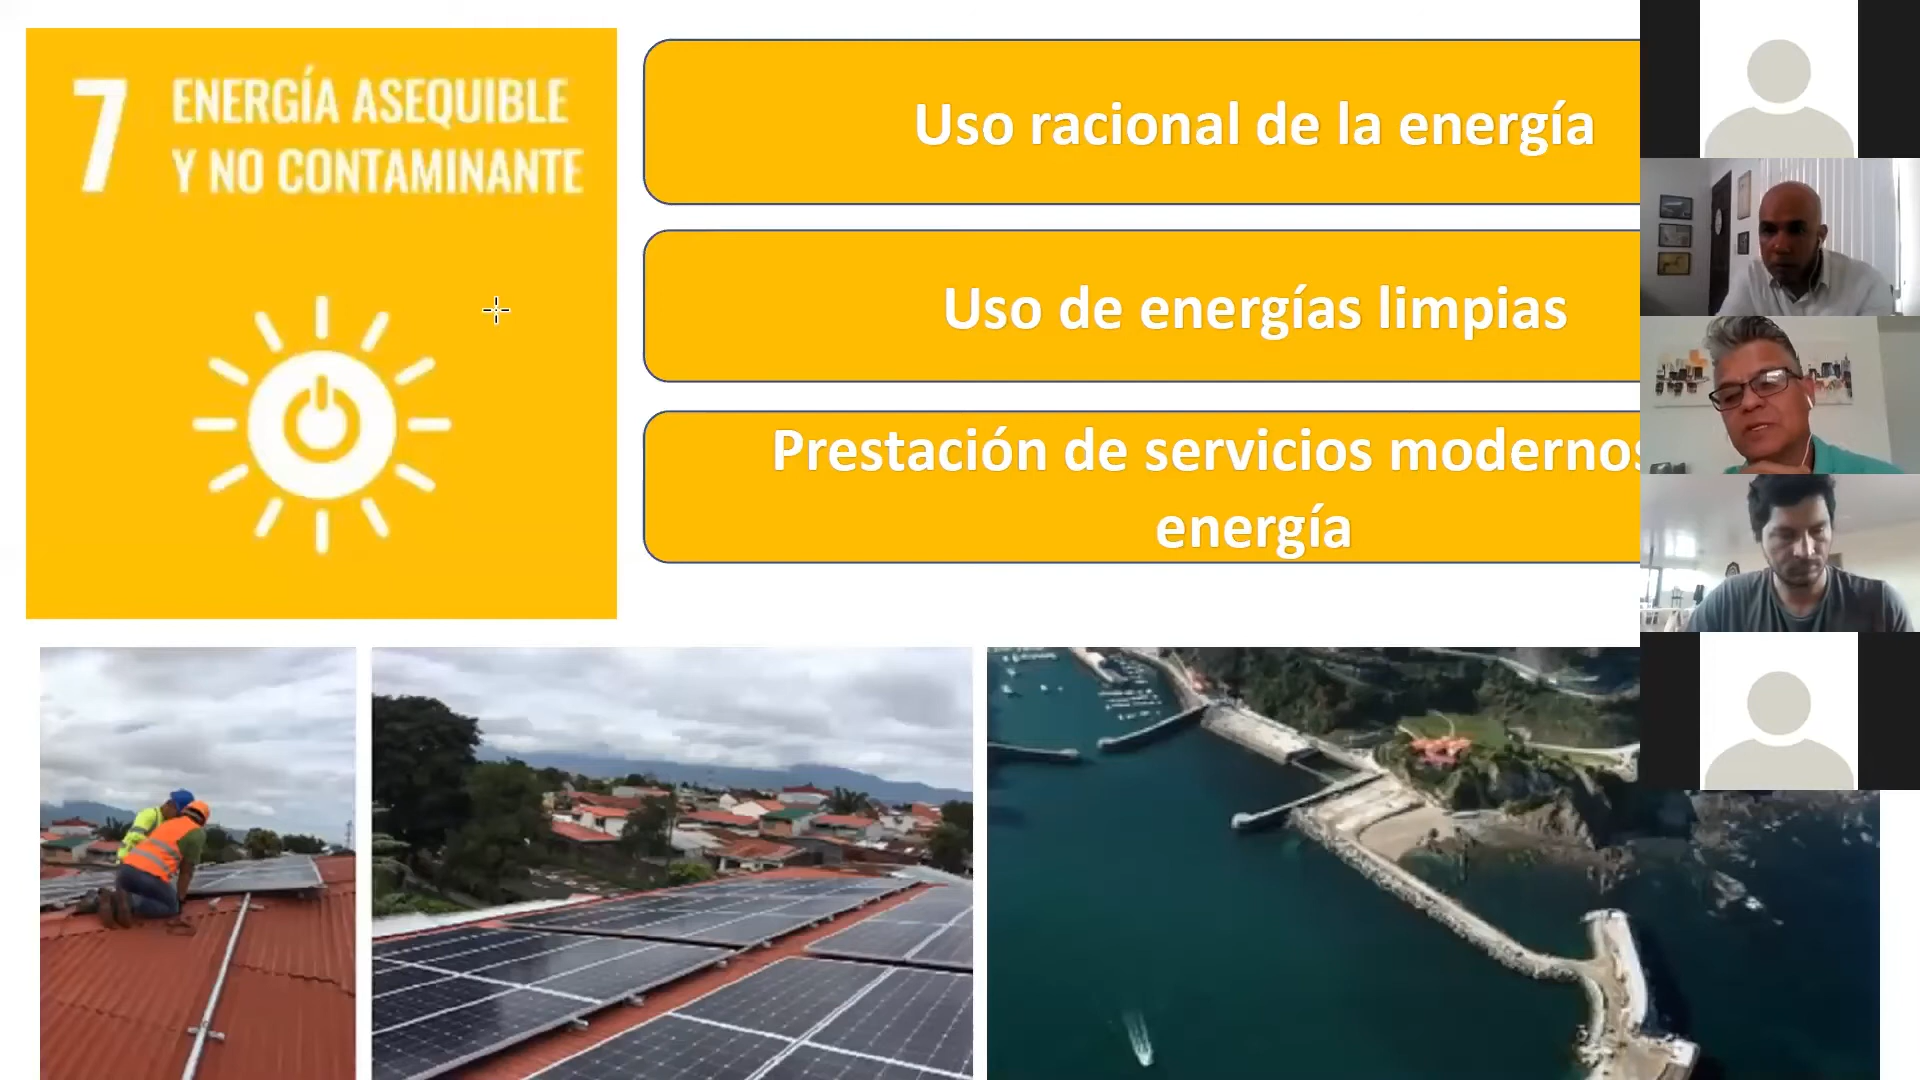 7
ENERGÍA ASEQUIBLE
Y NO CONTAMINANTE
Uso racional de la energía
Uso de energías limpias
Prestación de servicios modernos
energía